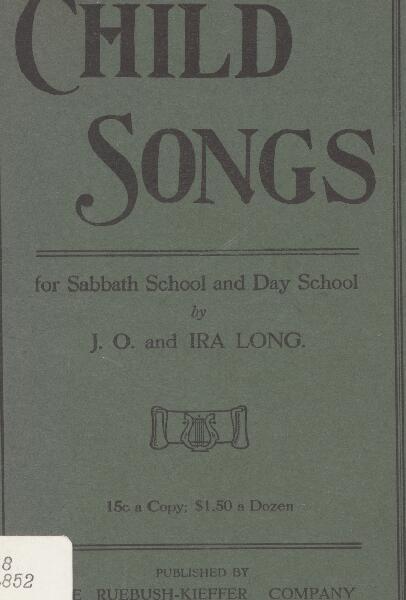 CHILD
SONGS
for Sabbath School and Day School
by
J. O. and IRA LONG.
15c a Copy; $1.50 a Dozen
8
852
PUBLISHED BY
E RUEBUSH-KIEFFER COMPANY